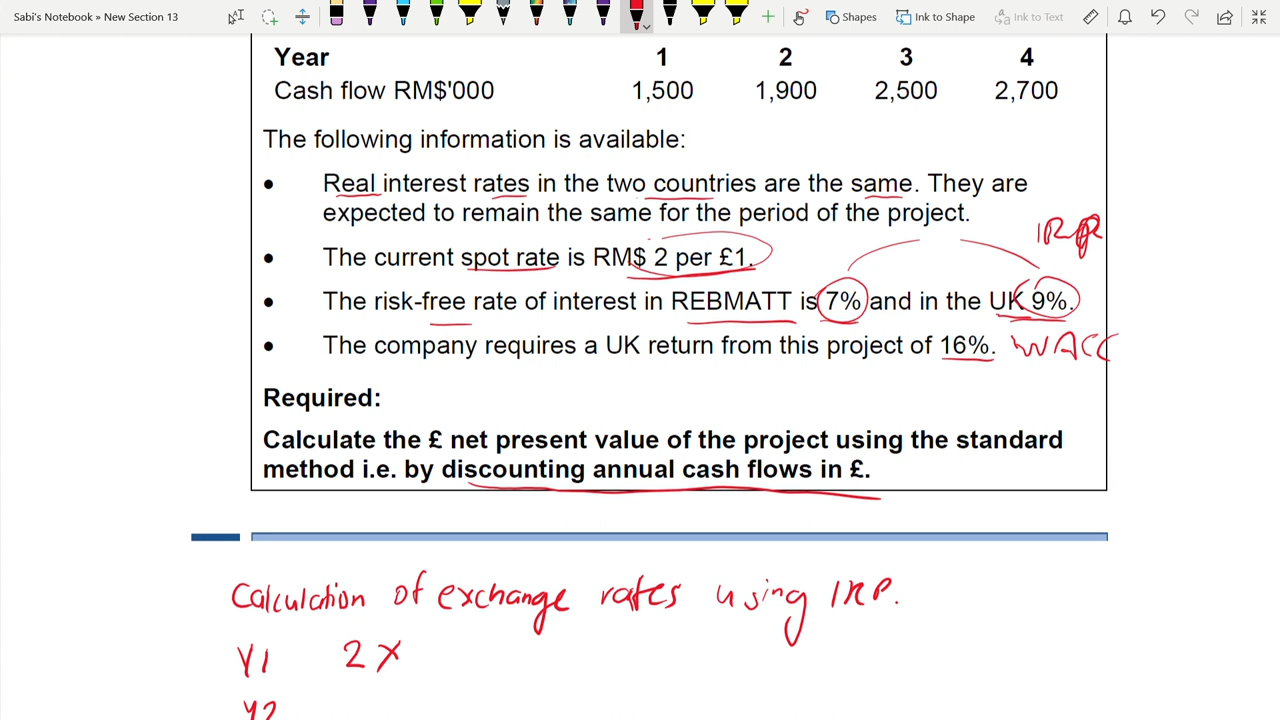 Sabi's Notebook » New Section 13
Shapes Ink to Shape Ink to Text
Year 1 2 3 4
Cash flow RM$'000 1,500 1,900 2,500 2,700
The following information is available:
• Real interest rates in the two countries are the same. They are
expected to remain the same for the period of the project.
IRP
• The current spot rate is RM$ 2 per £1.
• The risk-free rate of interest in REBMATT is 7% and in the UK 9%.
• The company requires a UK return from this project of 16%. WACC
Required:
Calculate the £ net present value of the project using the standard
method i.e. by discounting annual cash flows in £.
Calculation of exchange rates using IRP.
Y1 2 X
Y2